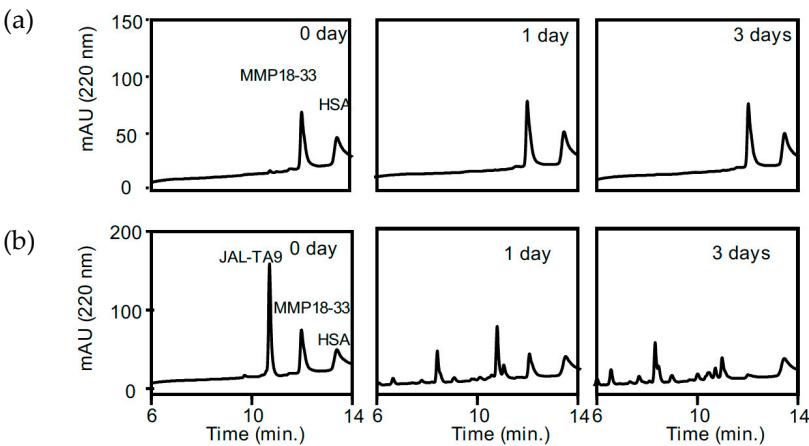 (a)
mAU (220 nm)
150
100
50
0
0 day
MMP18-33
HSA
1 day
3 days
(b)
mAU (220 nm)
200
100
0
0 day
JAL-TA9
MMP18-33
HSA
1 day
3 days
6 10 14 6 10 14 6 10 14
Time (min.) Time (min.) Time (min.)